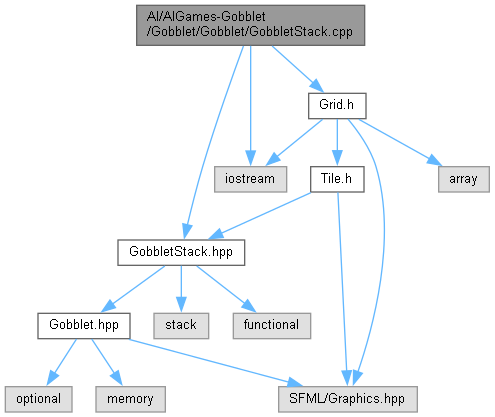 AI/AIGames-Gobblet
/Gobblet/Gobblet/GobbletStack.cpp
Grid.h
iostream
Tile.h
array
GobbletStack.hpp
Gobblet.hpp
stack
functional
optional
memory
SFML/Graphics.hpp